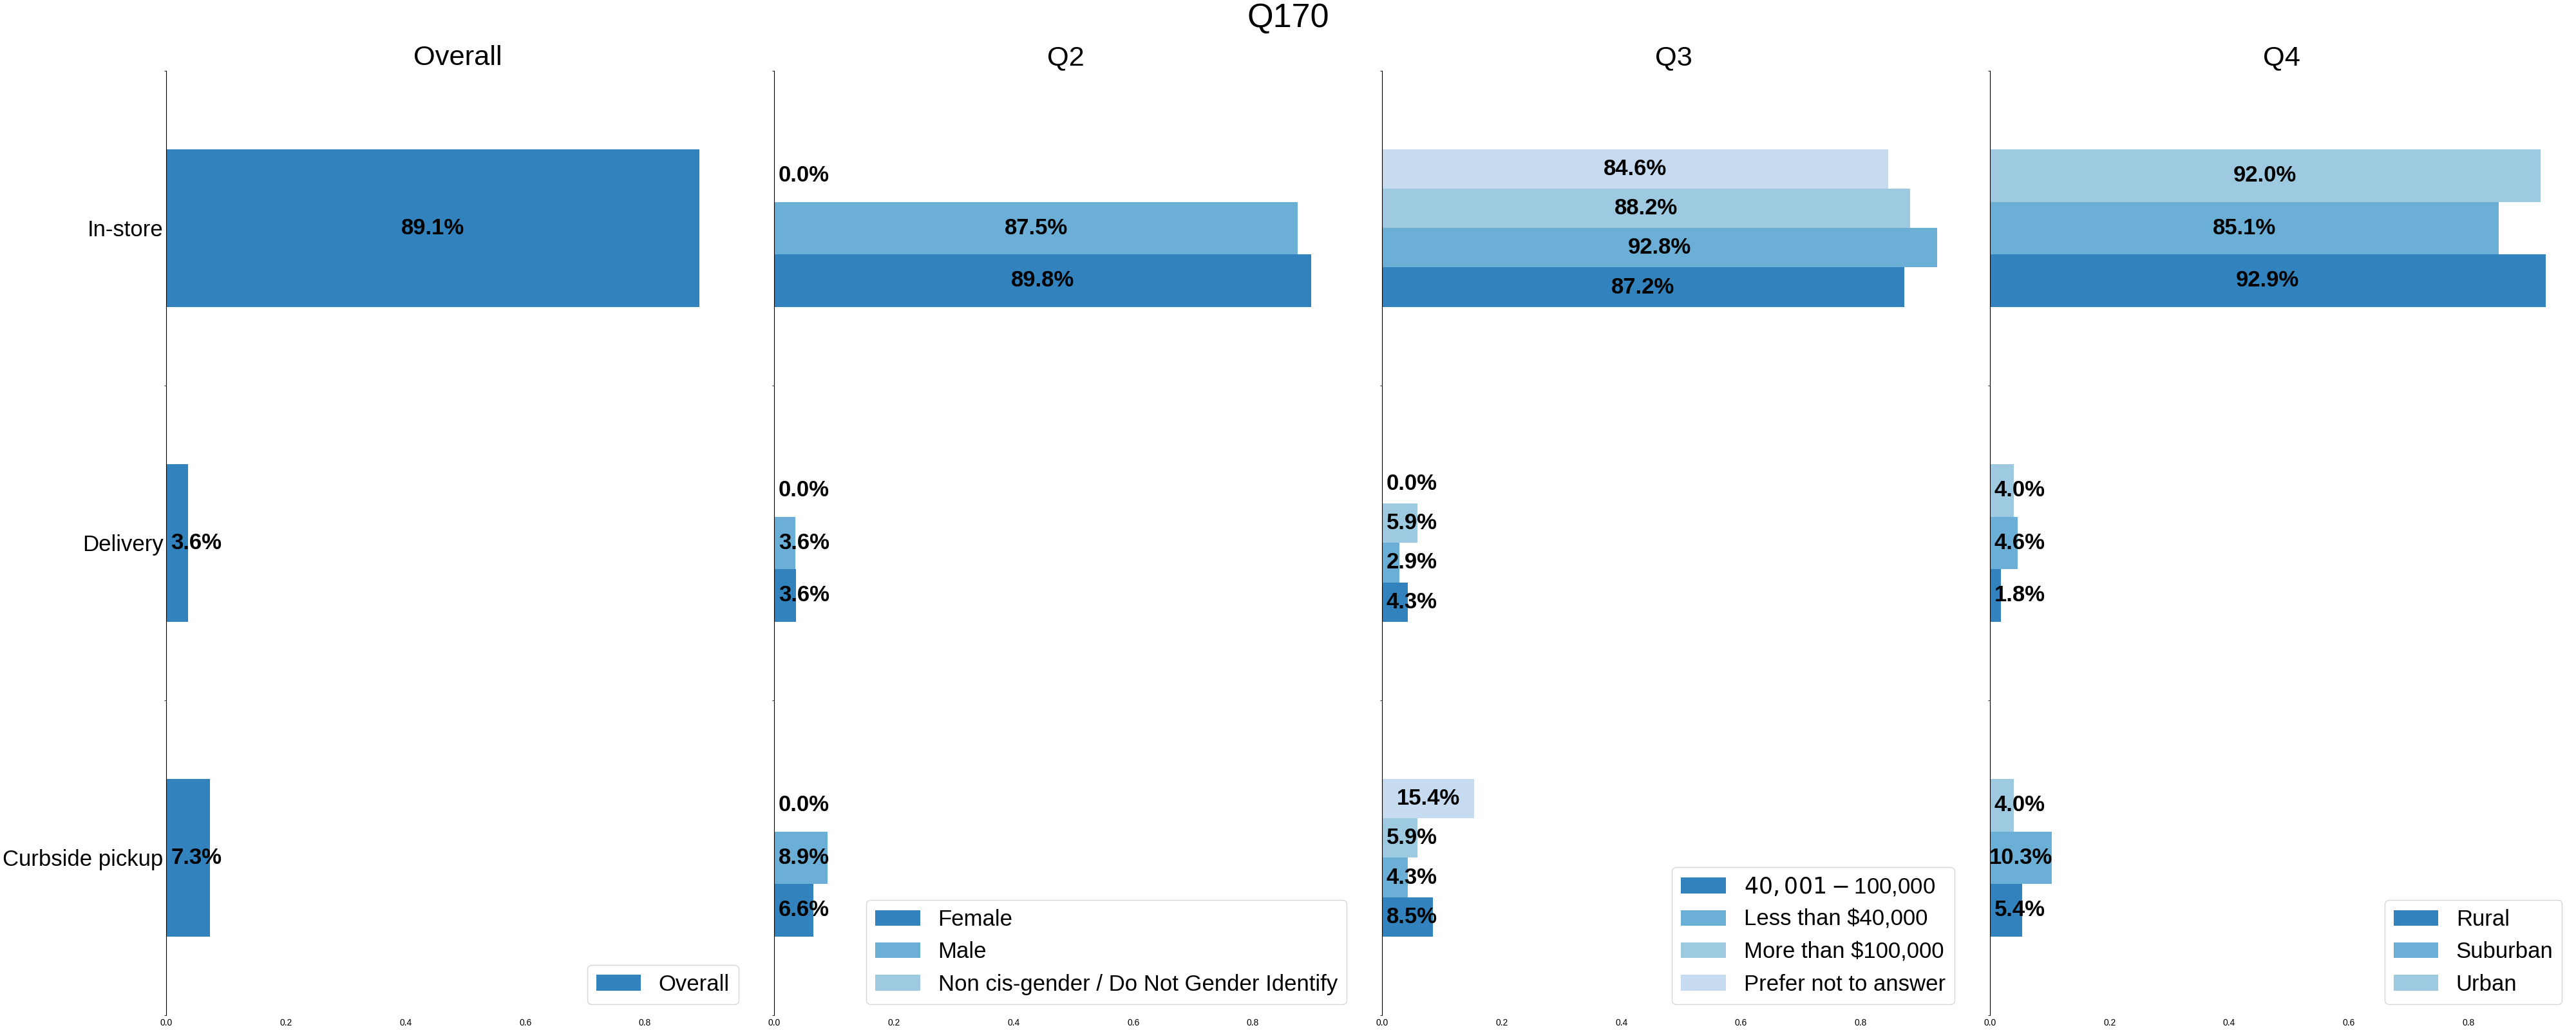 Q170
Overall
In-store
Delivery
Curbside pickup
89.1%
3.6%
7.3%
Overall
0.0 0.2 0.4 0.6 0.8
Q2
0.0%
87.5%
89.8%
0.0%
3.6%
3.6%
0.0%
8.9%
6.6%
Female
Male
Non cis-gender / Do Not Gender Identify
0.0 0.2 0.4 0.6 0.8
Q3
84.6%
88.2%
92.8%
87.2%
0.0%
5.9%
2.9%
4.3%
15.4%
5.9%
4.3%
8.5%
40,001-100,000
Less than $40,000
More than $100,000
Prefer not to answer
0.0 0.2 0.4 0.6 0.8
Q4
92.0%
85.1%
92.9%
4.0%
4.6%
1.8%
4.0%
10.3%
5.4%
Rural
Suburban
Urban
0.0 0.2 0.4 0.6 0.8